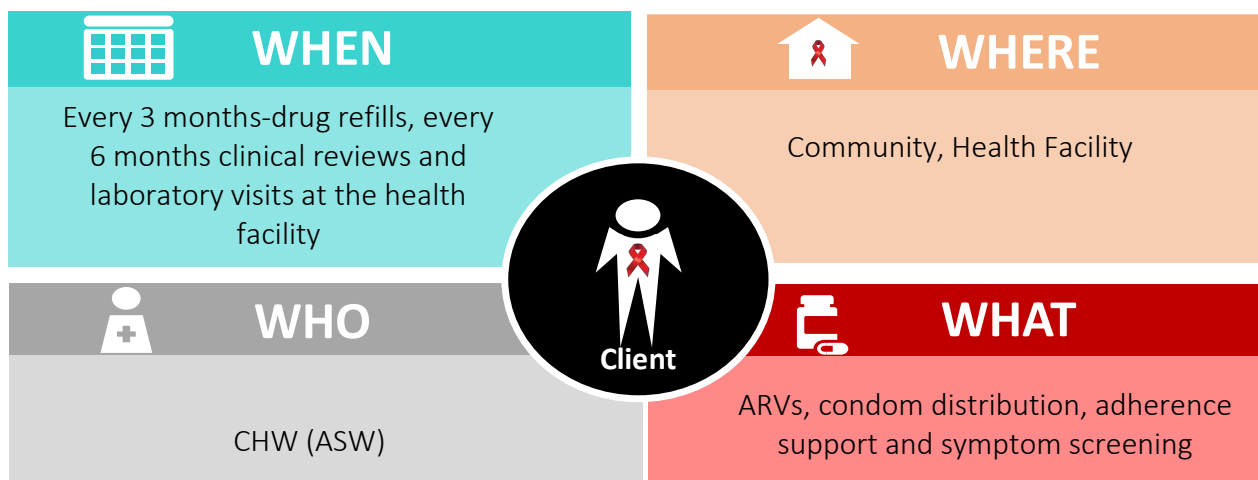 WHEN
Every 3 months-drug refills, every
6 months clinical reviews and
laboratory visits at the health
facility
WHERE
Community, Health Facility
WHO
CHW (ASW)
Client
WHAT
ARVs, condom distribution, adherence
support and symptom screening